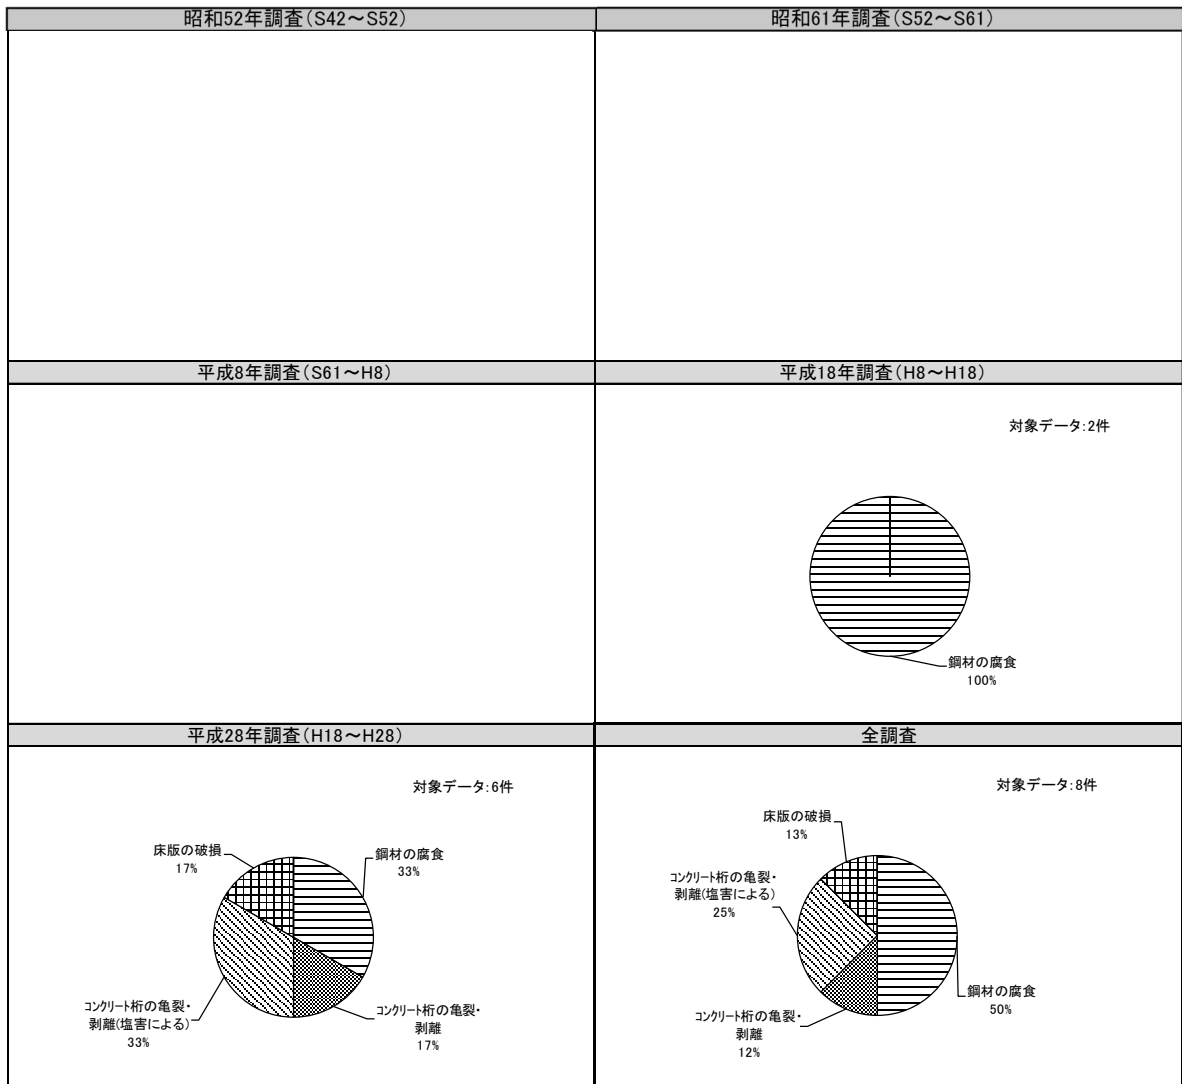 昭和52年調査(S42～S52)
昭和61年調査(S52～S61)
平成8年調査(S61～H8)
平成18年調査(H8～H18)
対象データ:2件
鋼材の腐食
100%
平成28年調査(H18～H28)
全調査
対象データ:6件
床版の破損
17%
鋼材の腐食
33%
コンクリート桁の亀裂・
剥離(塩害による)
33%
コンクリート桁の亀裂・
剥離
17%
対象データ:8件
床版の破損
13%
コンクリート桁の亀裂・
剥離(塩害による)
25%
鋼材の腐食
50%
コンクリート桁の亀裂・
剥離
12%